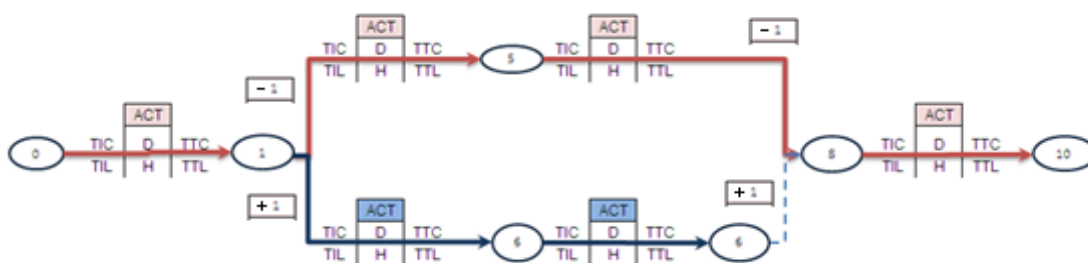 ACT ACT
- 1
TIC D TTC TIC D TTC
5
TIL H TTL TIL H TTL
- 1
ACT ACT
TIC D TTC TIC D TTC
0 1 8 10
TIL H TTL TIL H TTL
+ 1 + 1
ACT ACT
TIC D TTC TIC D TTC
6 6
TIL H TTL TIL H TTL